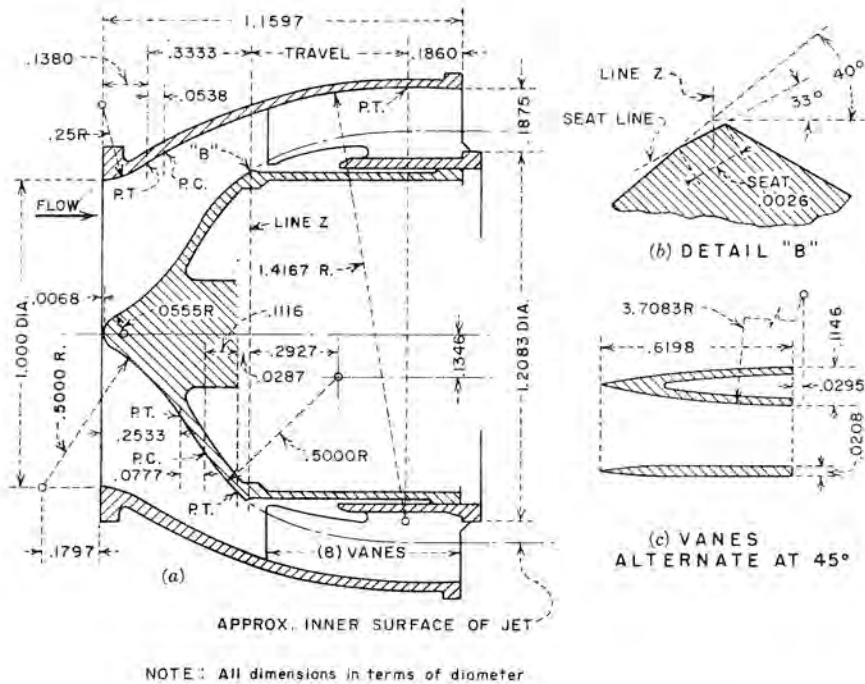 1.1597
.3333
TRAVEL
.1860
.1380
.0538
.25R
P.T.
"B"
P.T
P.C.
.1875
FLOW
LINE Z
1.4167 R.
.0068
.0555R
.1116
1.000 DIA.
.2927
.0287
.1346
1.2083 DIA.
.5000 R.
P.T.
.2533
P.C.
.0777
.5000R
P.T.
.1797
(8) VANES
(a)
APPROX. INNER SURFACE OF JET
LINE Z
40°
33°
SEAT LINE
SEAT
.0026
(b) DETAIL "B"
3.7083R
.6198
.1146
.0295
.0208
(c) VANES
ALTERNATE AT 45°
NOTE: All dimensions in terms of diameter